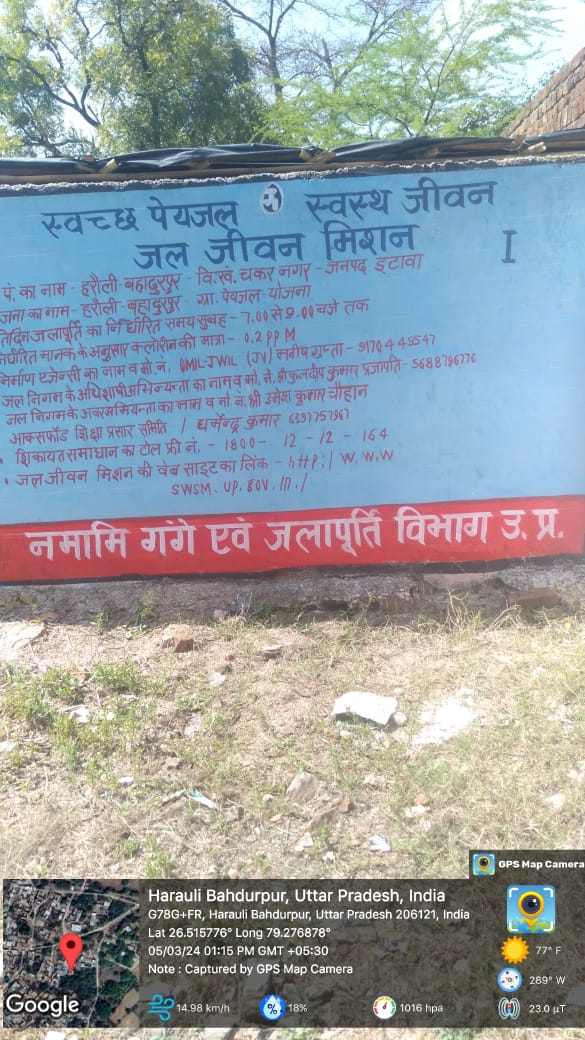 स्वच्छ पेयजल स्वस्थ जीवन
जल जीवन मिशन I
पं. का नाम - हरौली-बहादुरपुर - वि.खं. चकर नगर - जनपद इटावा
जना का नाम - हरौली-बहादुरपुर - ग्रा. पेयजल-योजना
तिदिन जलापूर्ति का निर्धारित समय सुबह - 7.00 से 9.00 बजे तक
निर्धारित मानक के अनुसार क्लोरीन की मात्रा - 0.2 PPM
निर्माण एजेन्सी का नाम व मो.नं. OMIL-JWIL (JV) मनीष गुप्ता - 9170449547
जल निगम के अधिशाषी अभियन्यता का नाम व मो. नं. श्री कुलदीप कुमार प्रजापति - 5688796776
जल निगम के अवर अभियन्ता का नाम व मो नं. श्री उमेश कुमार चौहान
आक्सफोर्ड शिक्षा प्रसार समिति / धर्जेन्द्र कुमार 6397757967
• शिकायत समाधान का टोल फ्री नं. - 1800 - 12 - 12 - 164
• जल जीवन मिशन की वेब साइट का लिंक - http:/ W.W.W
SWSM.UP.GOV.IN./
नमामि गंगे एवं जलापूर्ति विभाग उ.प्र.
GPS Map Camera
Harauli Bahdurpur, Uttar Pradesh, India
G78G+FR, Harauli Bahdurpur, Uttar Pradesh 206121, India
Lat 26.515776° Long 79.276878°
05/03/24 01:15 PM GMT +05:30
Note : Captured by GPS Map Camera
Google
77° F
289° W
14.98 km/h
18%
1016 hpa
23.0 µT